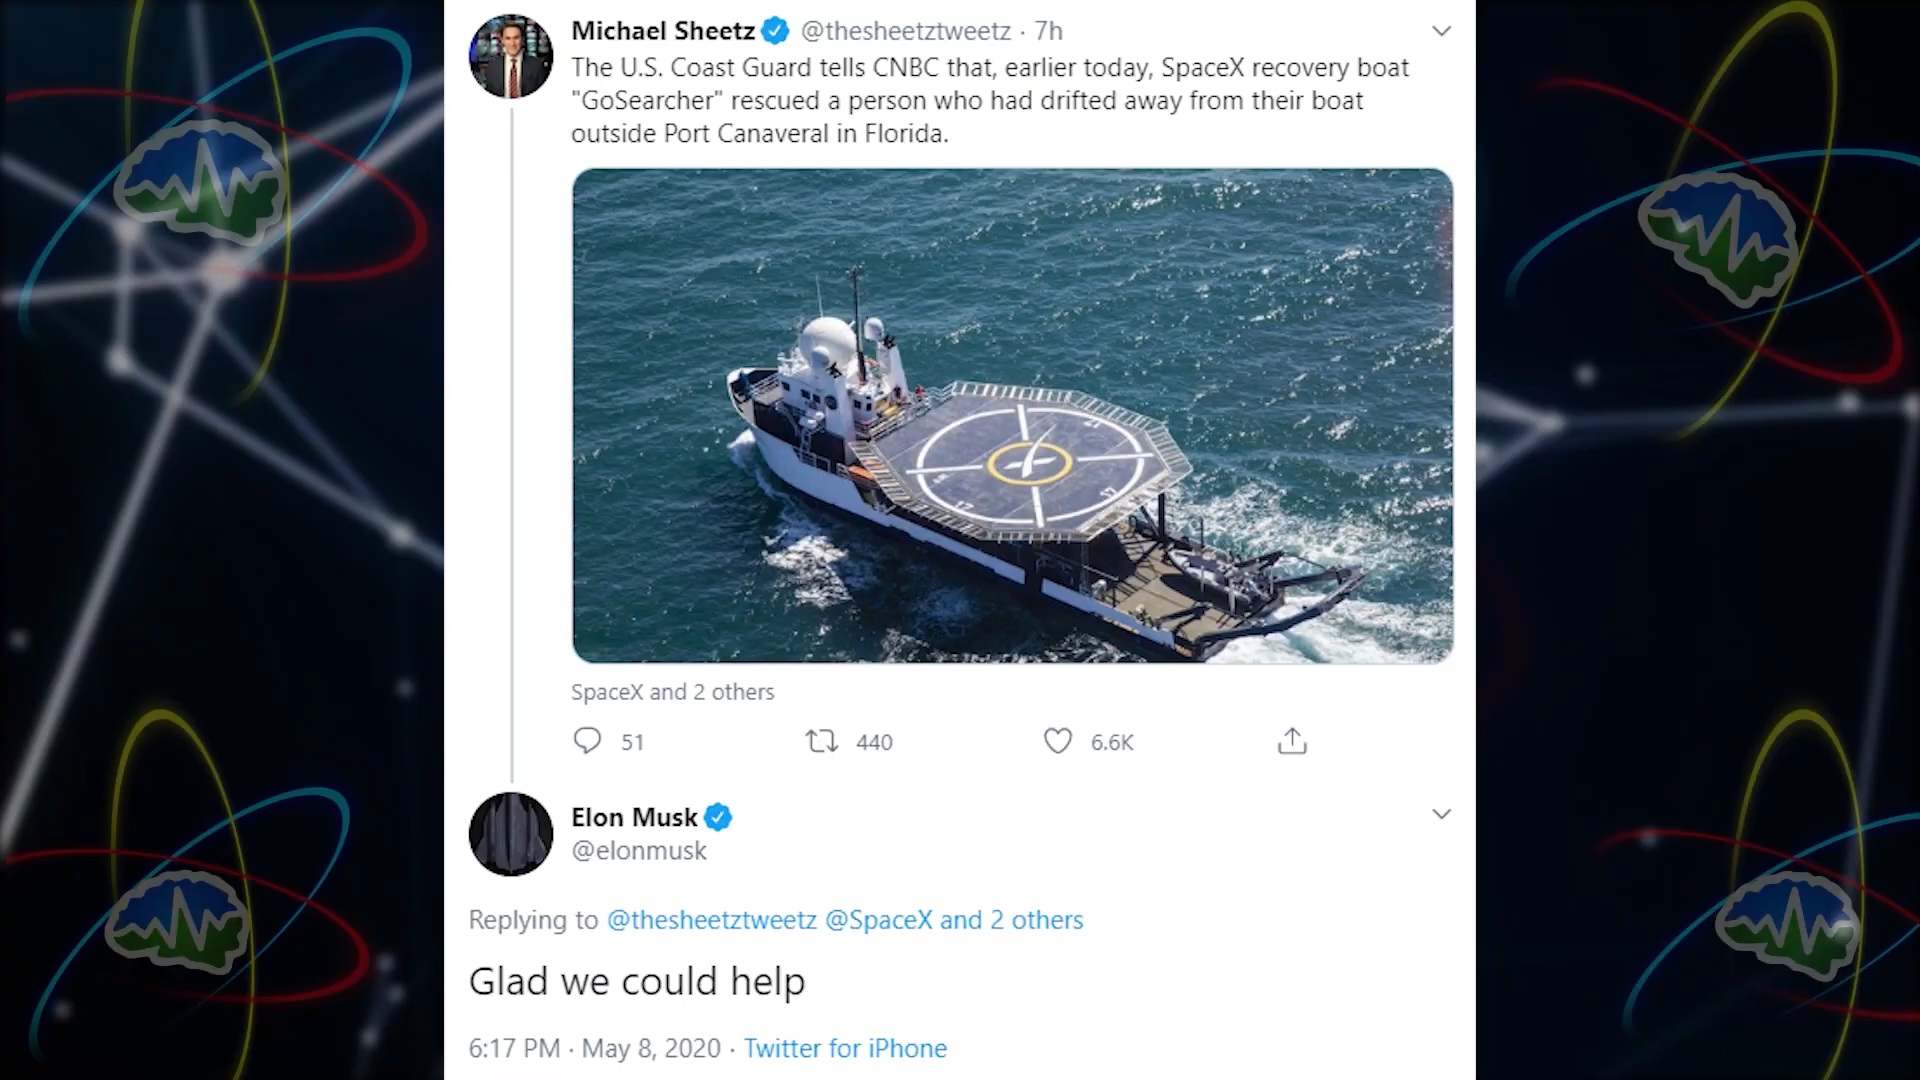 Michael Sheetz @thesheetztweetz · 7h
The U.S. Coast Guard tells CNBC that, earlier today, SpaceX recovery boat
"GoSearcher" rescued a person who had drifted away from their boat
outside Port Canaveral in Florida.
SpaceX and 2 others
51 440 6.6K
Elon Musk
@elonmusk
Replying to @thesheetztweetz @SpaceX and 2 others
Glad we could help
6:17 PM · May 8, 2020 · Twitter for iPhone